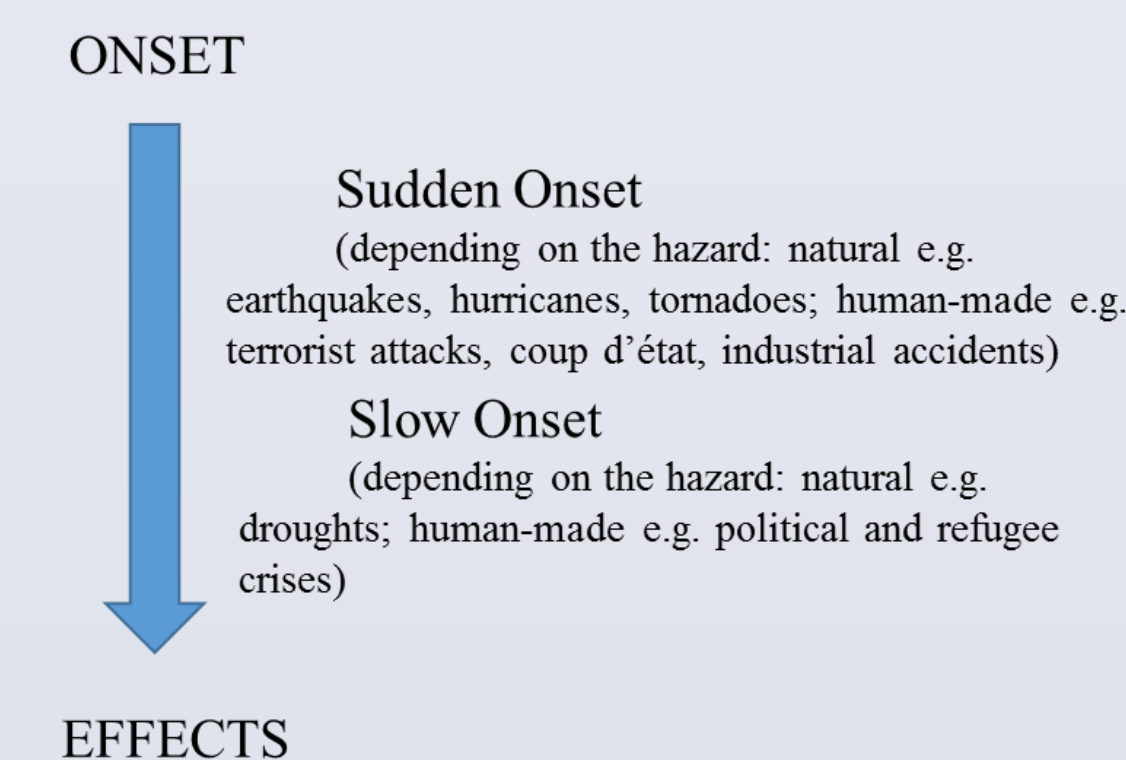 ONSET
Sudden Onset
(depending on the hazard: natural e.g.
earthquakes, hurricanes, tornadoes; human-made e.g.
terrorist attacks, coup d’état, industrial accidents)
Slow Onset
(depending on the hazard: natural e.g.
droughts; human-made e.g. political and refugee
crises)
EFFECTS